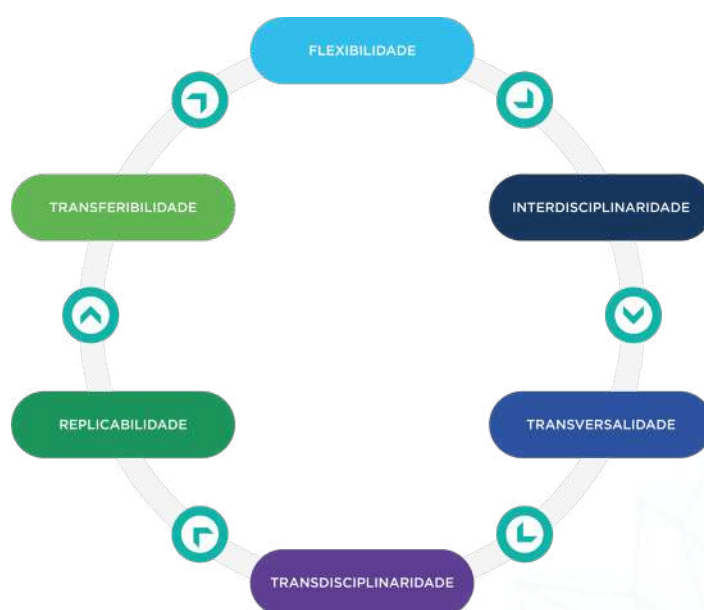 FLEXIBILIDADE
INTERDISCIPLINARIDADE
TRANSVERSALIDADE
TRANSDISCIPLINARIDADE
REPLICABILIDADE
TRANSFERIBILIDADE